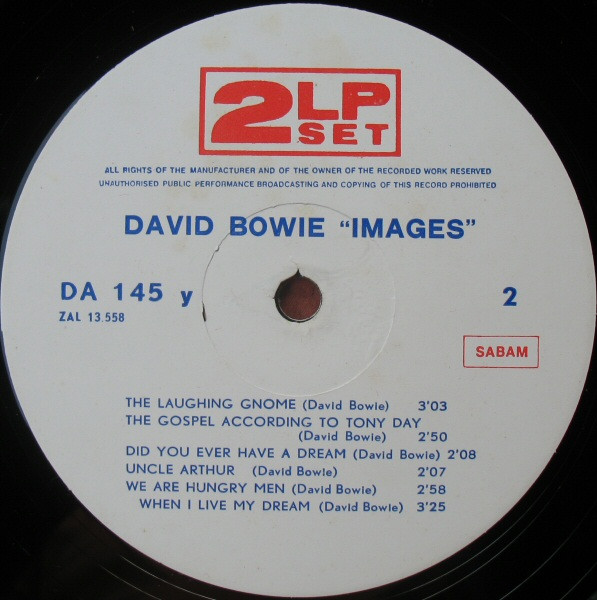 2 LP
SET
ALL RIGHTS OF THE MANUFACTURER AND OF THE OWNER OF THE RECORDED WORK RESERVED
UNAUTHORISED PUBLIC PERFORMANCE BROADCASTING AND COPYING OF THIS RECORD PROHIBITED
DAVID BOWIE “IMAGES”
DA 145 y 2
ZAL 13.558
SABAM
THE LAUGHING GNOME (David Bowie) 3'03
THE GOSPEL ACCORDING TO TONY DAY
(David Bowie) 2'50
DID YOU EVER HAVE A DREAM (David Bowie) 2'08
UNCLE ARTHUR (David Bowie) 2'07
WE ARE HUNGRY MEN (David Bowie) 2'58
WHEN I LIVE MY DREAM (David Bowie) 3'25